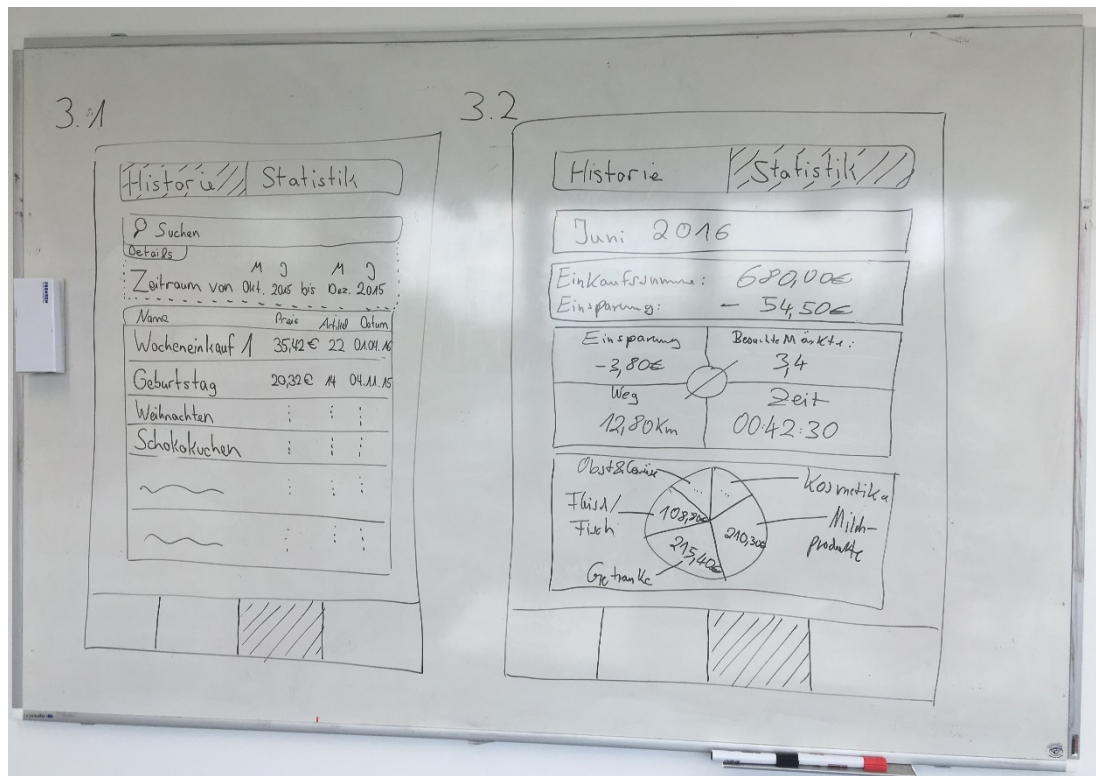 3.1
Historie Statistik
Suchen
Details
M J M J
Zeitraum von Okt. 2015 bis Dez. 2015
Name Preis Artikel Datum
Wocheneinkauf 1 35,42€ 22 01.04.16
Geburtstag 20,32€ 14 04.11.15
Weihnachten
Schokokuchen
3.2
Historie Statistik
Juni 2016
Einkaufssumme: 680,00€
Einsparung: - 54,50€
Einsparung
-3,80€
Besuchte Märkte:
3,4
Weg
12,80Km
Zeit
00:42:30
Obst&Gemüse
Kosmetika
Fleisch/
Fisch
108,80€
Milch-
produkte
210,30€
215,40€
Getränke